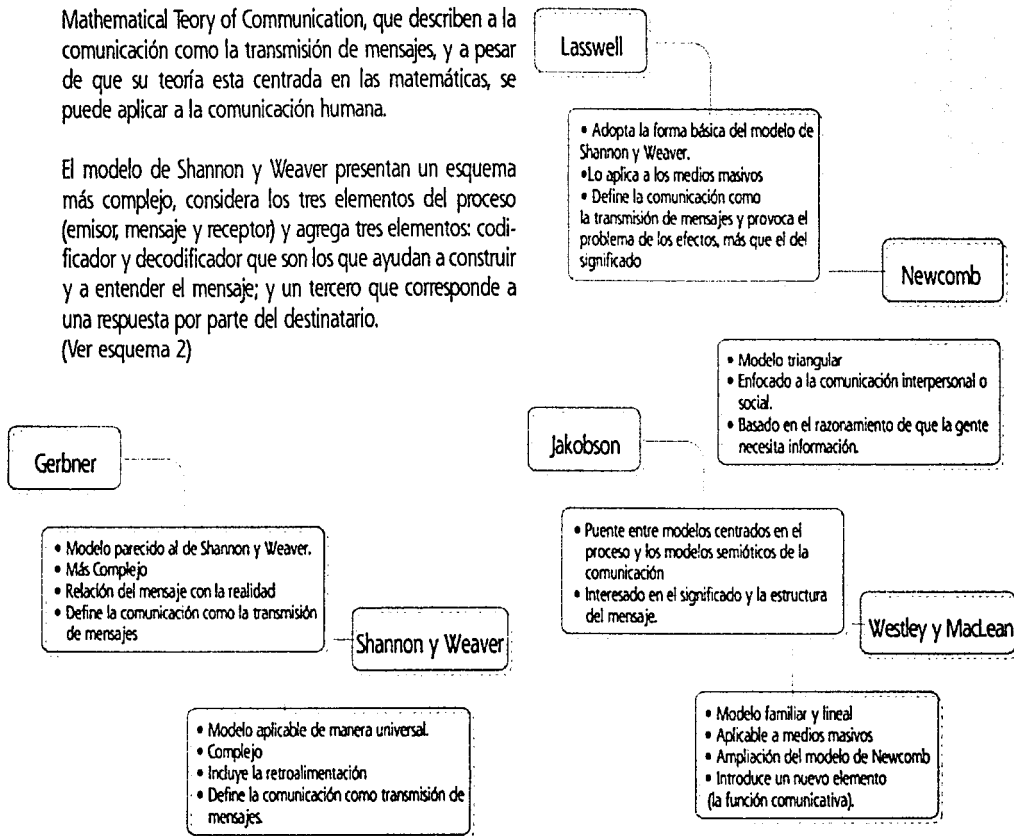 Mathematical Teory of Communication, que describen a la
comunicación como la transmisión de mensajes, y a pesar
de que su teoría esta centrada en las matemáticas, se
puede aplicar a la comunicación humana.
El modelo de Shannon y Weaver presentan un esquema
más complejo, considera los tres elementos del proceso
(emisor, mensaje y receptor) y agrega tres elementos: codi-
ficador y decodificador que son los que ayudan a construir
y a entender el mensaje; y un tercero que corresponde a
una respuesta por parte del destinatario.
(Ver esquema 2)
Gerbner
• Modelo parecido al de Shannon y Weaver.
• Más Complejo
• Relación del mensaje con la realidad
• Define la comunicación como la transmisión
de mensajes
Shannon y Weaver
• Modelo aplicable de manera universal.
• Complejo
• Incluye la retroalimentación
• Define la comunicación como transmisión de
mensajes.
Lasswell
• Adopta la forma básica del modelo de
Shannon y Weaver.
•Lo aplica a los medios masivos
• Define la comunicación como
la transmisión de mensajes y provoca el
problema de los efectos, más que el del
significado
Newcomb
• Modelo triangular
• Enfocado a la comunicación interpersonal o
social.
• Basado en el razonamiento de que la gente
necesita información.
Jakobson
• Puente entre modelos centrados en el
proceso y los modelos semióticos de la
comunicación
• Interesado en el significado y la estructura
del mensaje.
Westley y MacLean
• Modelo familiar y lineal
• Aplicable a medios masivos
• Ampliación del modelo de Newcomb
• Introduce un nuevo elemento
(la función comunicativa).